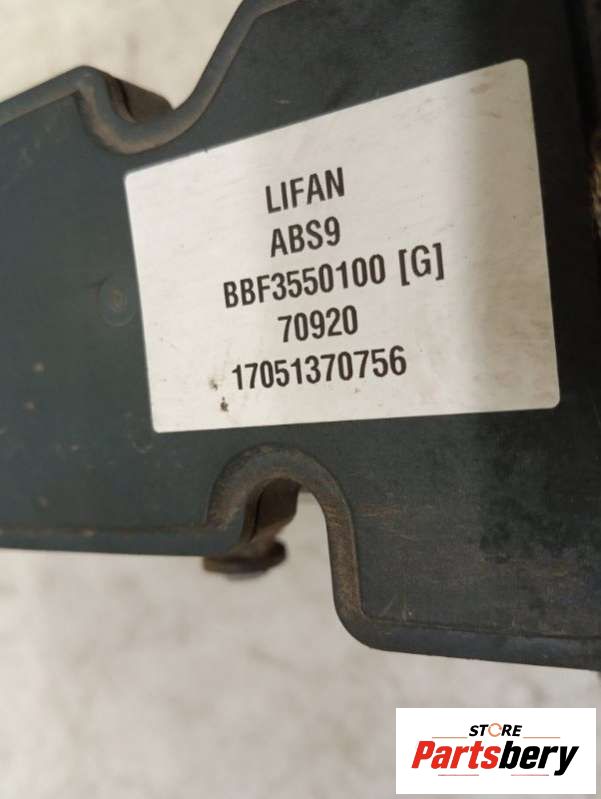 LIFAN
ABS9
BBF3550100 [G]
70920
17051370756
STORE
Partsbery